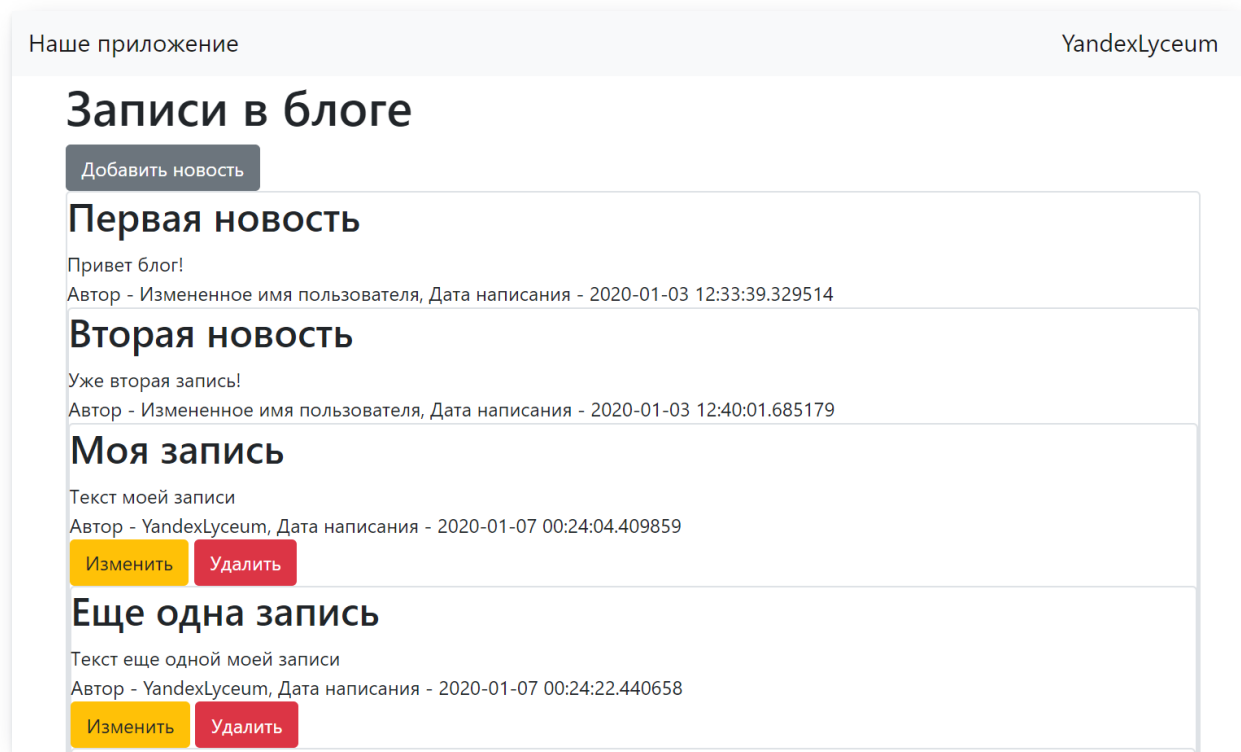 Наше приложение
YandexLyceum
Записи в блоге
Добавить новость
Первая новость
Привет блог!
Автор - Измененное имя пользователя, Дата написания - 2020-01-03 12:33:39.329514
Вторая новость
Уже вторая запись!
Автор - Измененное имя пользователя, Дата написания - 2020-01-03 12:40:01.685179
Моя запись
Текст моей записи
Автор - YandexLyceum, Дата написания - 2020-01-07 00:24:04.409859
Изменить Удалить
Еще одна запись
Текст еще одной моей записи
Автор - YandexLyceum, Дата написания - 2020-01-07 00:24:22.440658
Изменить Удалить